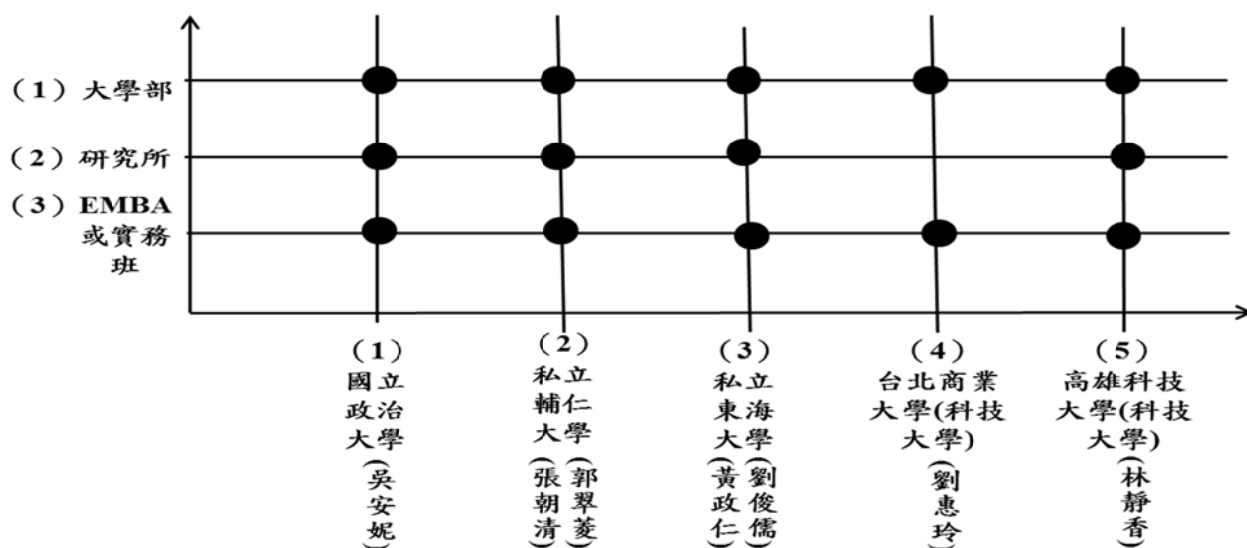 (1) 大學部
(2) 研究所
(3) EMBA
或實務
班
(1)
國立
政治
大學
(吳安妮)
(2)
私立
輔仁
大學
(郭翠菱)
(張朝清)
(3)
私立
東海
大學
(劉俊儒)
(黃政仁)
(4)
台北商業
大學(科技
大學)
(劉惠玲)
(5)
高雄科技
大學(科技
大學)
(林靜香)